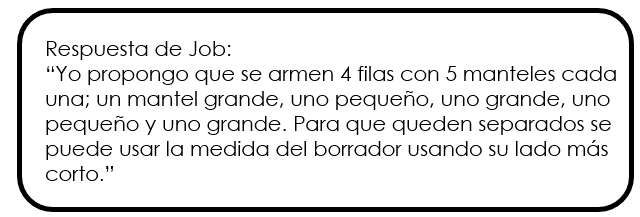 Respuesta de Job:
“Yo propongo que se armen 4 filas con 5 manteles cada
una; un mantel grande, uno pequeño, uno grande, uno
pequeño y uno grande. Para que queden separados se
puede usar la medida del borrador usando su lado más
corto.”